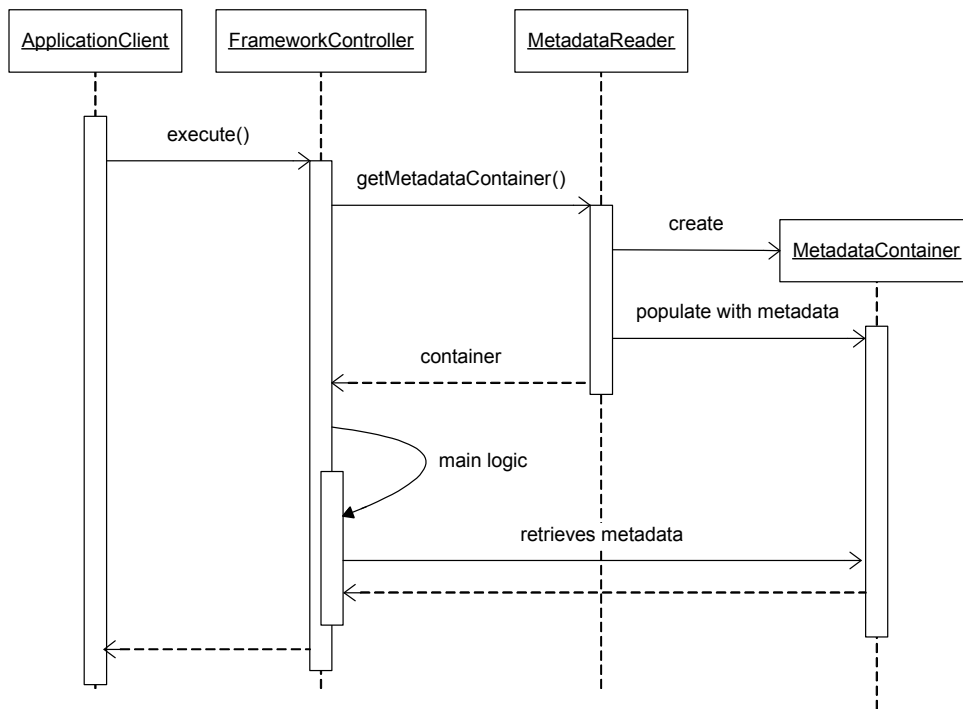 ApplicationClient
FrameworkController
MetadataReader
execute()
getMetadataContainer()
create
MetadataContainer
populate with metadata
container
main logic
retrieves metadata